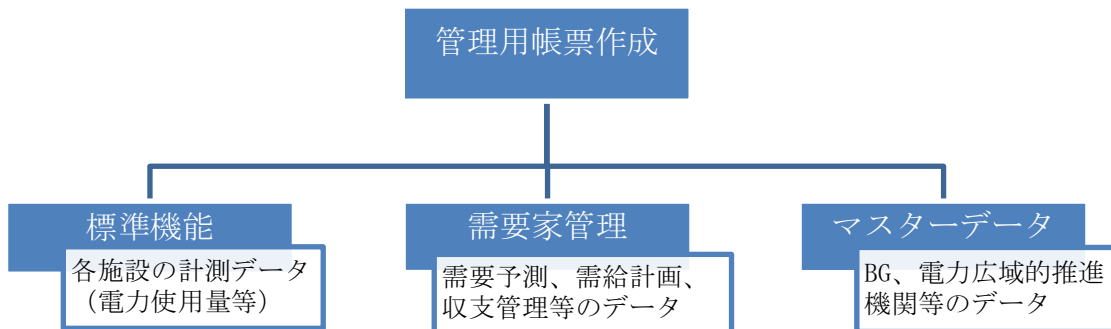 管理用帳票作成
標準機能
各施設の計測データ
（電力使用量等）
需要家管理
需要予測、需給計画、
収支管理等のデータ
マスターデータ
BG、電力広域的推進
機関等のデータ